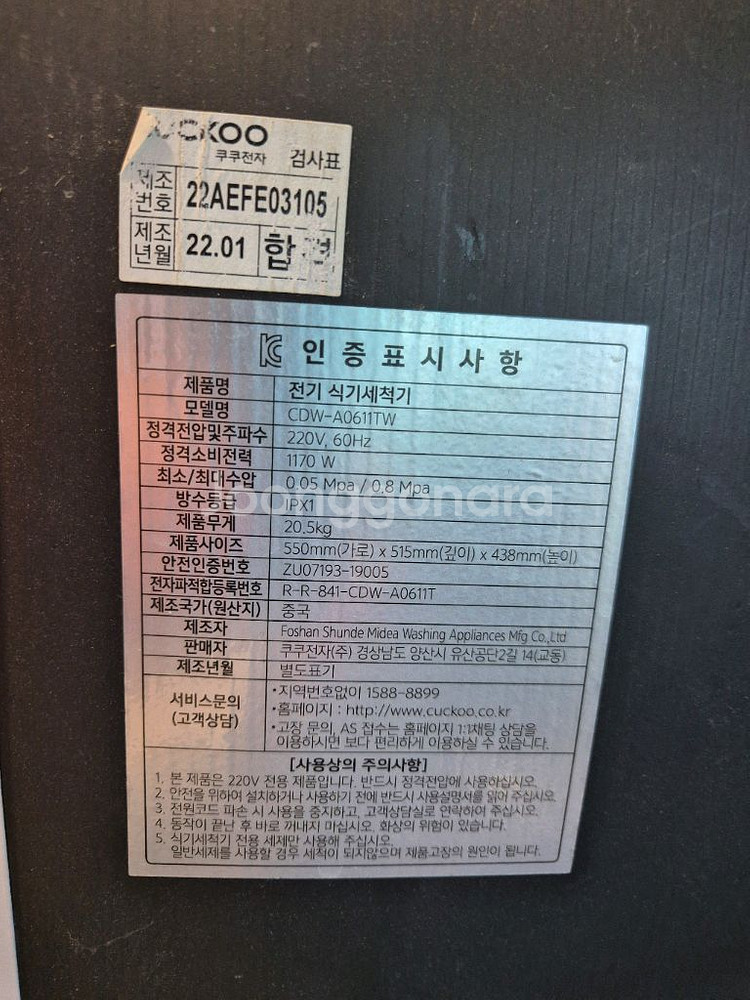 CUCKOO
쿠쿠전자 검사표
제조번호 22AEFE03105
제조년월 22.01 합격
KC 인증표시사항
제품명 전기 식기세척기
모델명 CDW-A0611TW
정격전압및주파수 220V, 60Hz
정격소비전력 1170 W
최소/최대수압 0.05 Mpa / 0.8 Mpa
방수등급 IPX1
제품무게 20.5kg
제품사이즈 550mm(가로) x 515mm(깊이) x 438mm(높이)
안전인증번호 ZU07193-19005
전자파적합등록번호 R-R-841-CDW-A0611T
제조국가(원산지) 중국
제조자 Foshan Shunde Midea Washing Appliances Mfg Co.,Ltd
판매자 쿠쿠전자(주) 경상남도 양산시 유산공단2길 14(교동)
제조년월 별도표기
서비스문의
(고객상담)
•지역번호없이 1588-8899
•홈페이지 : http://www.cuckoo.co.kr
•고장 문의, AS 접수는 홈페이지 1:1채팅 상담을
이용하시면 보다 편리하게 이용하실 수 있습니다.
[사용상의 주의사항]
1. 본 제품은 220V 전용 제품입니다. 반드시 정격전압에 사용하십시오.
2. 안전을 위하여 설치하거나 사용하기 전에 반드시 사용설명서를 읽어 주십시오.
3. 전원코드 파손 시 사용을 중지하고, 고객상담실로 연락하여 주십시오.
4. 동작이 끝난 후 바로 꺼내지 마십시오. 화상의 위험이 있습니다.
5. 식기세척기 전용 세제만 사용해 주십시오.
일반세제를 사용할 경우 세척이 되지않으며 제품고장의 원인이 됩니다.
joonggonara